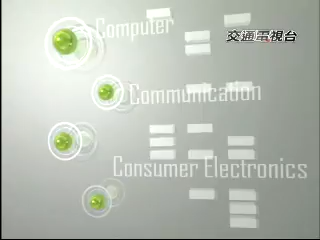 Computer
交通電視台
Communication
Consumer Electronics